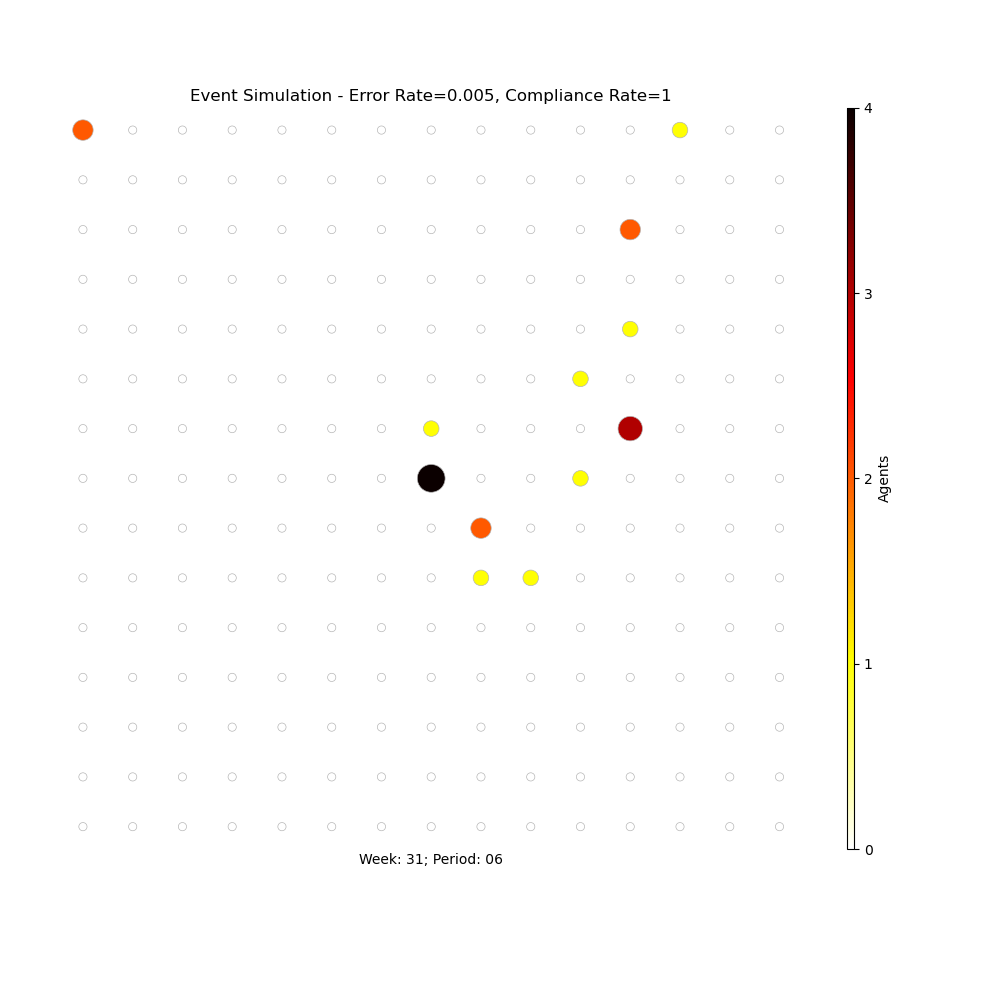 Event Simulation - Error Rate=0.005, Compliance Rate=1
4
3
2
1
0
Agents
Week: 31; Period: 06